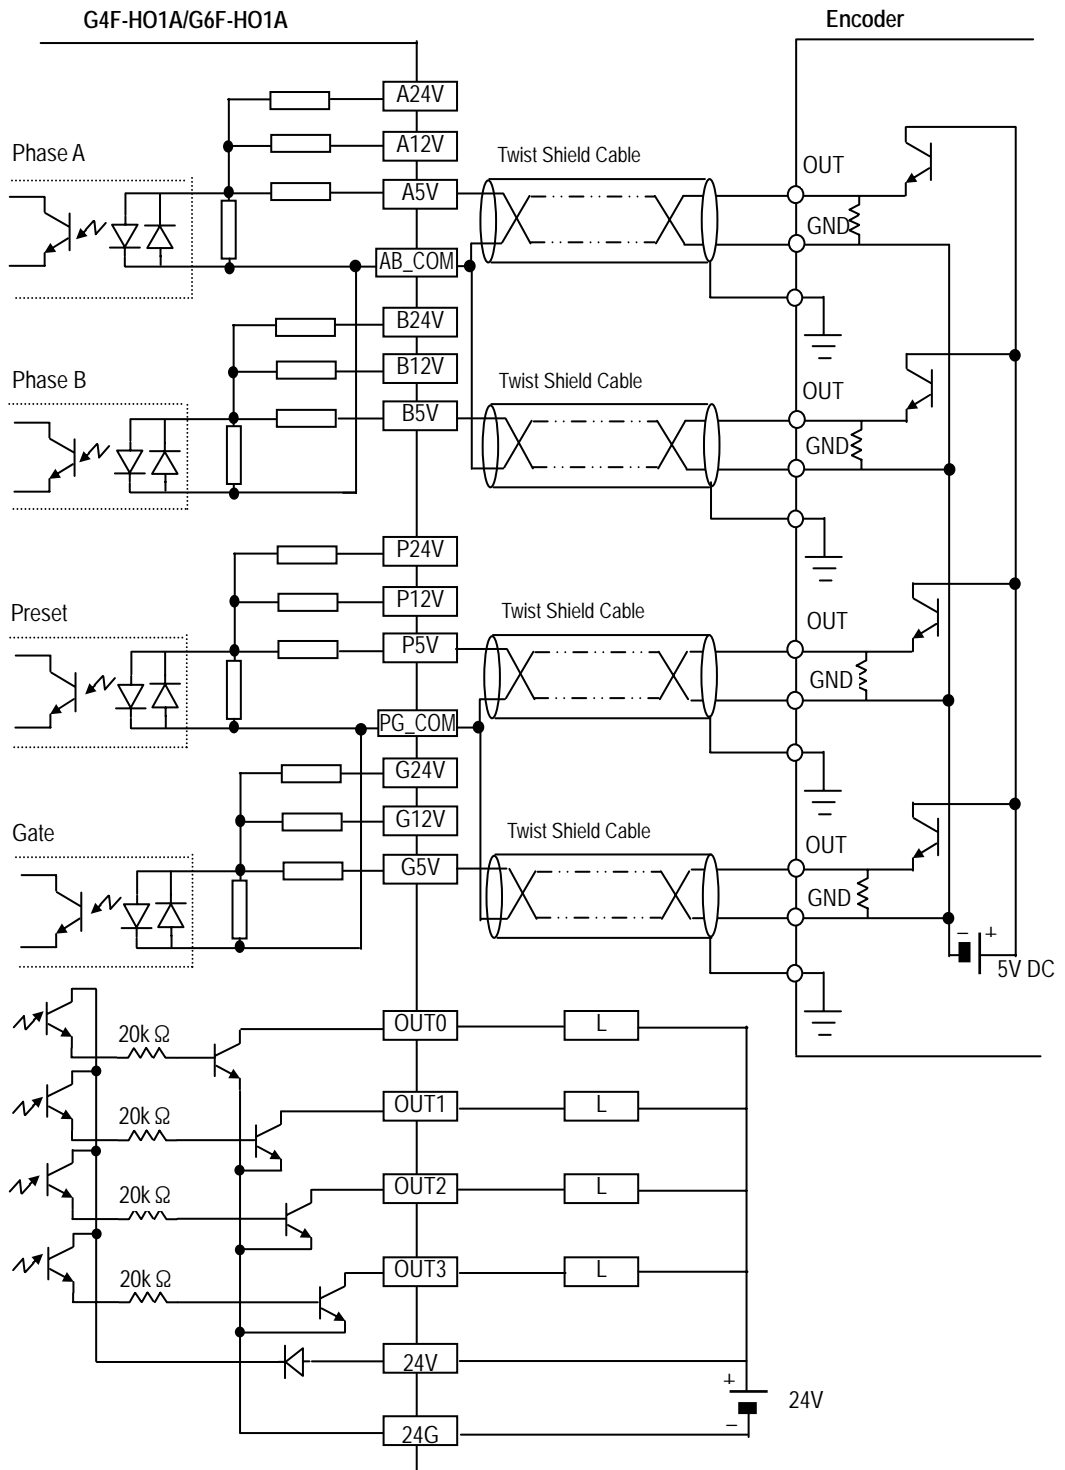 G4F-HO1A/G6F-HO1A
Encoder
A24V
A12V
Phase A
Twist Shield Cable
OUT
A5V
GND
AB_COM
B24V
B12V
Phase B
Twist Shield Cable
OUT
B5V
GND
P24V
P12V
Preset
Twist Shield Cable
OUT
P5V
GND
PG_COM
G24V
G12V
Gate
Twist Shield Cable
OUT
G5V
GND
− +
5V DC
20k Ω
OUT0
L
20k Ω
OUT1
L
20k Ω
OUT2
L
20k Ω
OUT3
L
24V
+
24V
−
24G